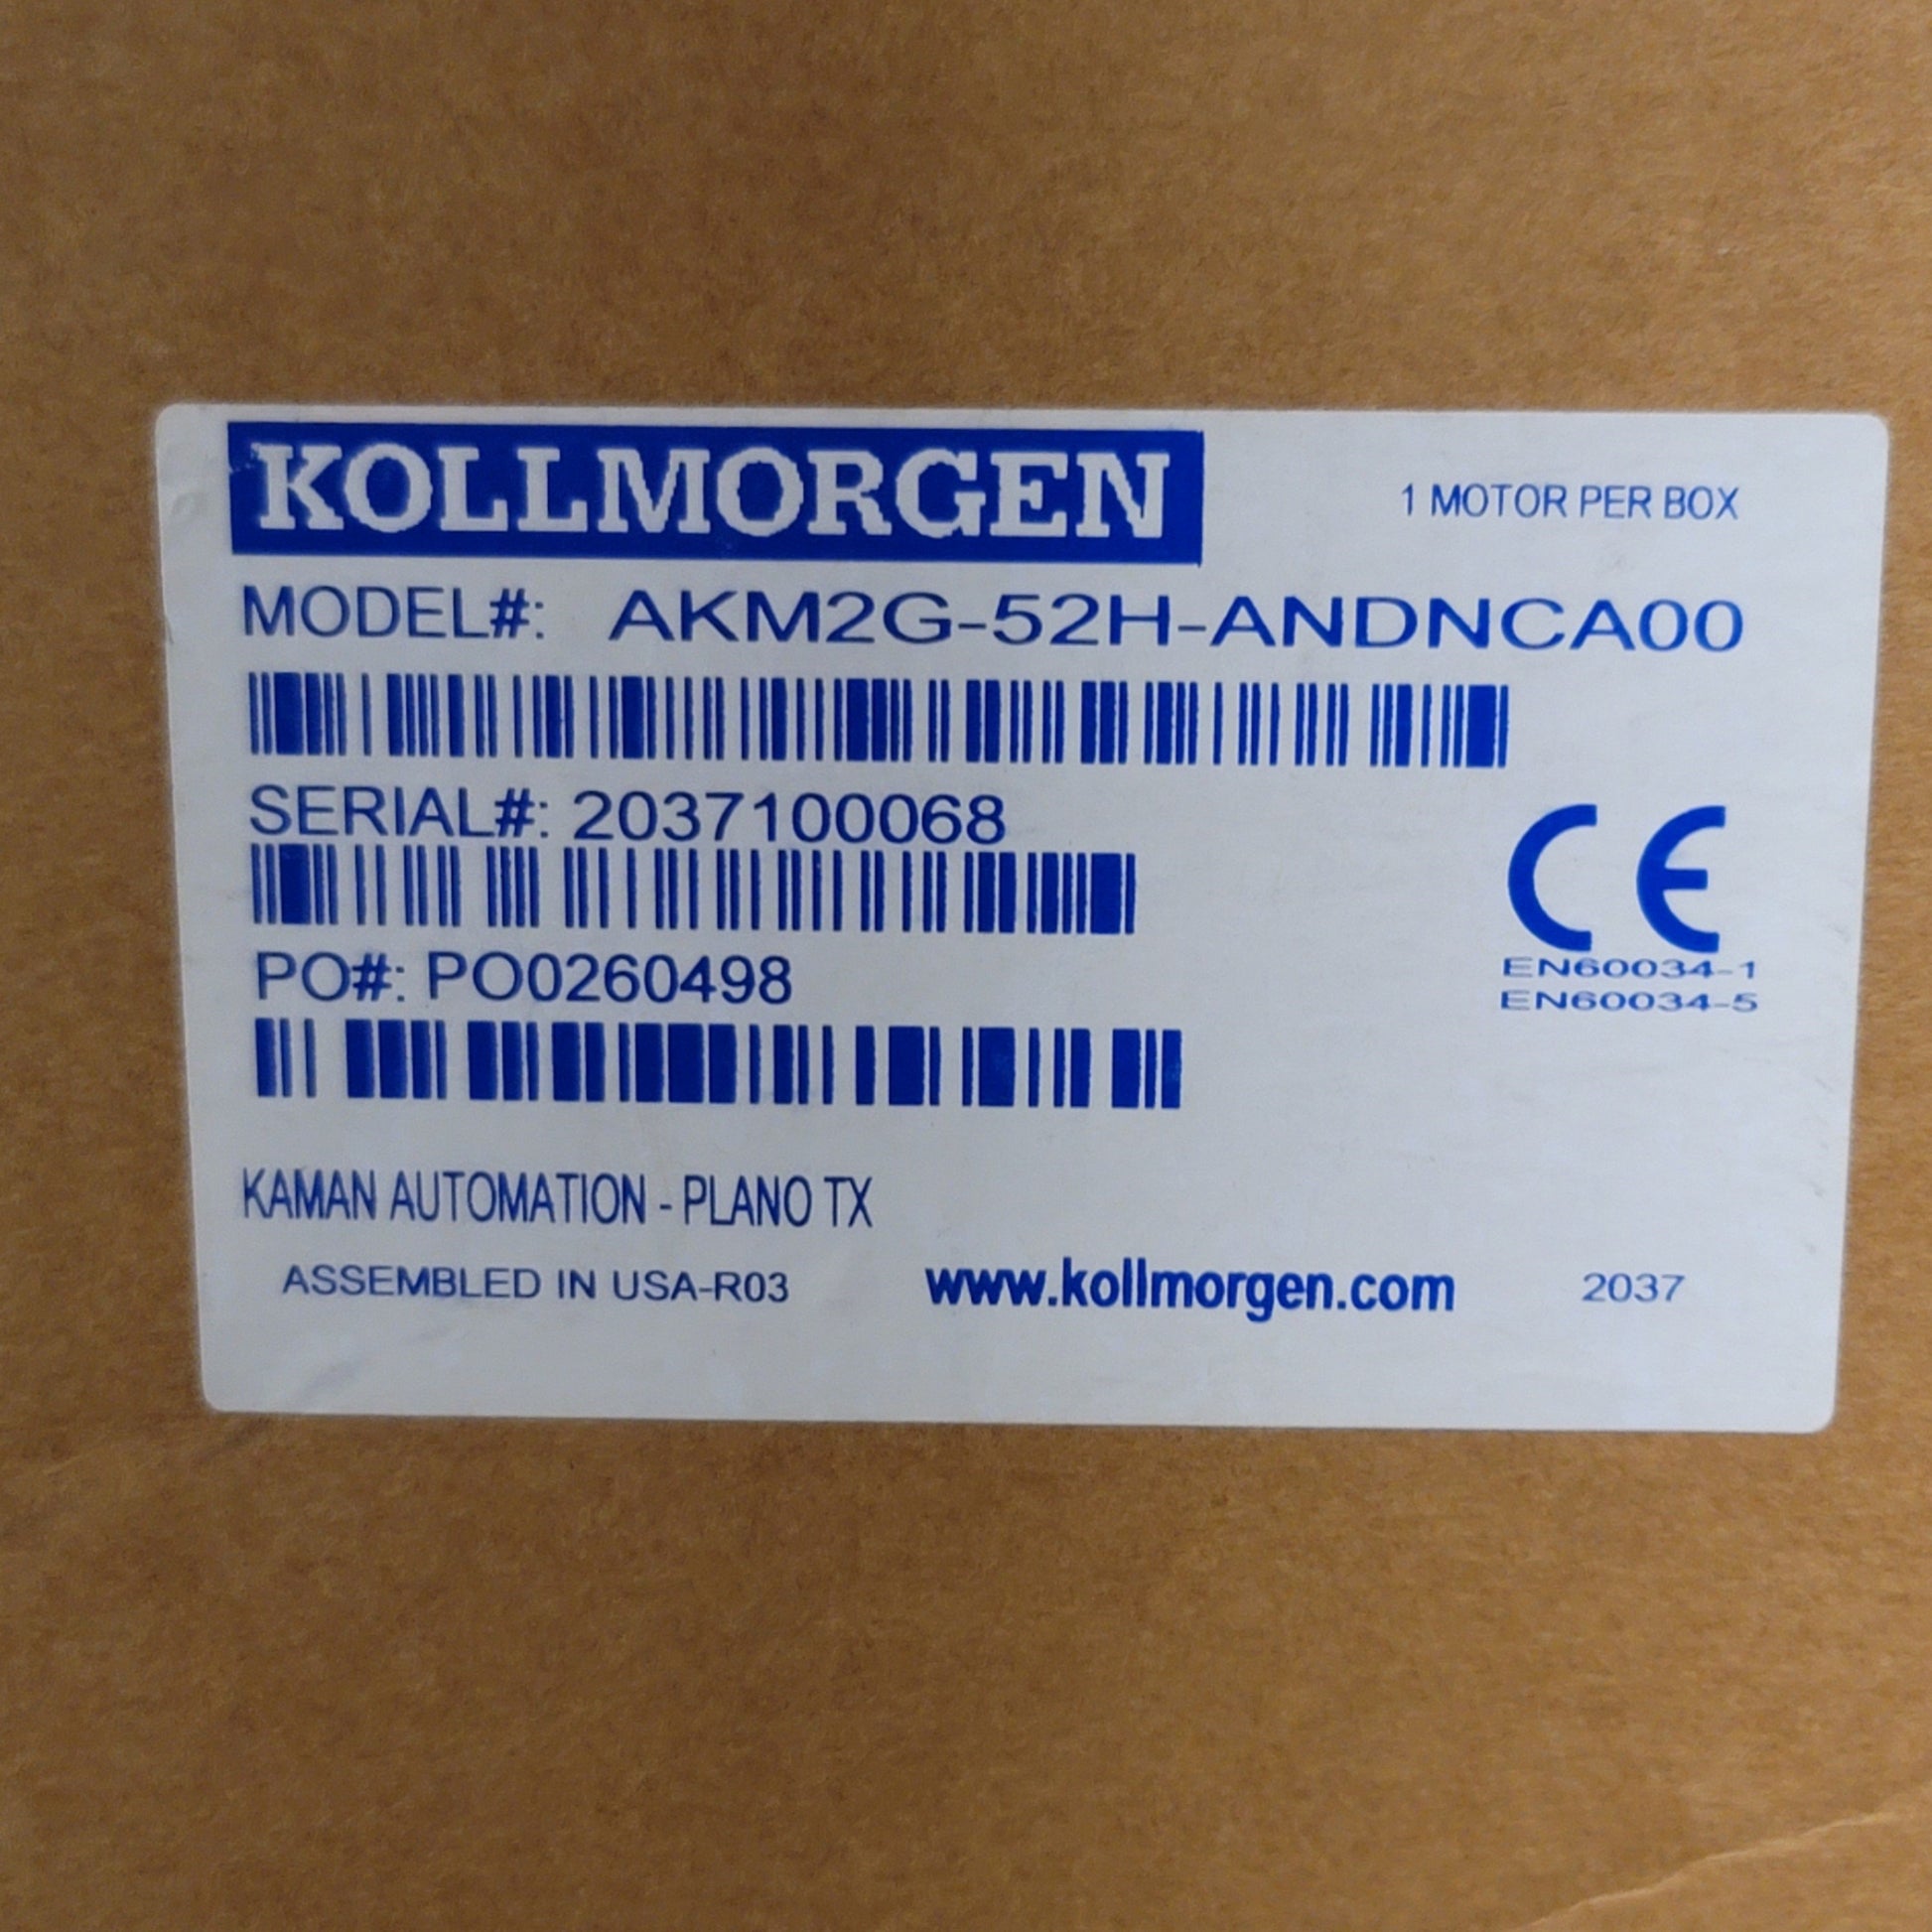 KOLLMORGEN
1 MOTOR PER BOX
MODEL#: AKM2G-52H-ANDNCA00
SERIAL#: 2037100068
CE
PO#: PO0260498
EN60034-1
EN60034-5
KAMAN AUTOMATION - PLANO TX
ASSEMBLED IN USA-R03 www.kollmorgen.com 2037